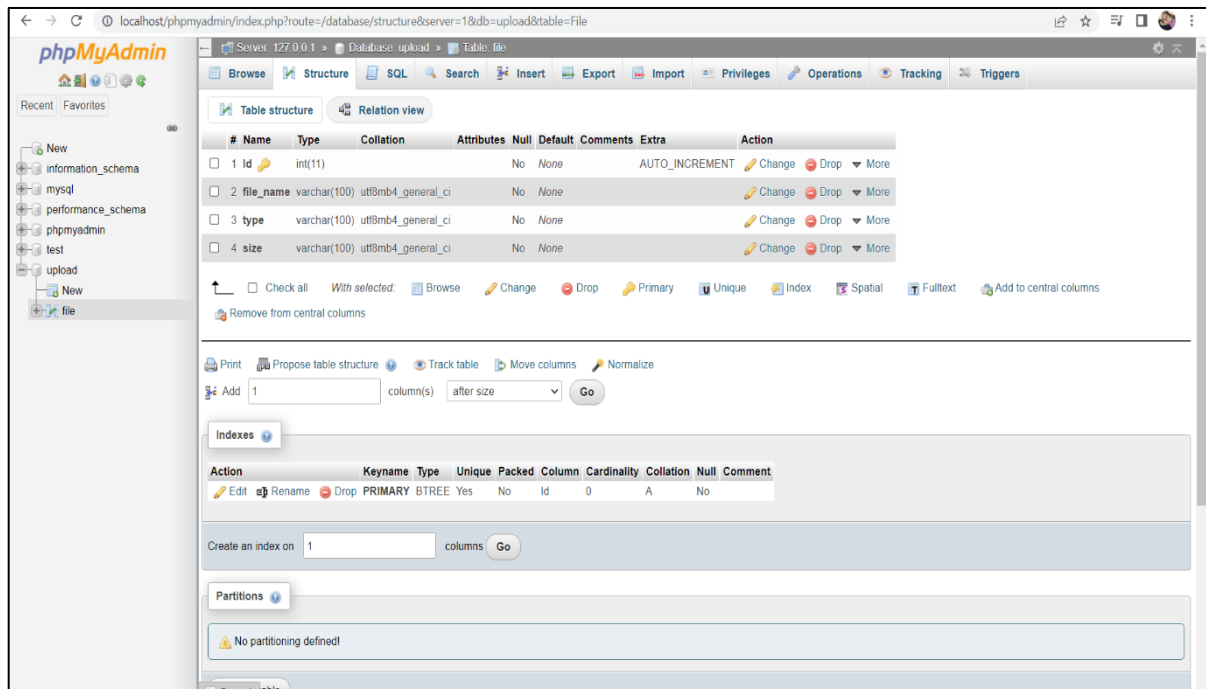 localhost/phpmyadmin/index.php?route=/database/structure&server=1&db=upload&table=File
phpMyAdmin
Server: 127.0.0.1 » Database: upload » Table: file
Browse Structure SQL Search Insert Export Import Privileges Operations Tracking Triggers
Recent Favorites
Table structure Relation view
New
information_schema
mysql
performance_schema
phpmyadmin
test
upload
New
file
# Name Type Collation Attributes Null Default Comments Extra Action
1 Id int(11) No None AUTO_INCREMENT Change Drop More
2 file_name varchar(100) utf8mb4_general_ci No None Change Drop More
3 type varchar(100) utf8mb4_general_ci No None Change Drop More
4 size varchar(100) utf8mb4_general_ci No None Change Drop More
Check all With selected: Browse Change Drop Primary Unique Index Spatial Fulltext Add to central columns
Remove from central columns
Print Propose table structure Track table Move columns Normalize
Add 1 column(s) after size Go
Indexes
Action Keyname Type Unique Packed Column Cardinality Collation Null Comment
Edit Rename Drop PRIMARY BTREE Yes No Id 0 A No
Create an index on 1 columns Go
Partitions
No partitioning defined!